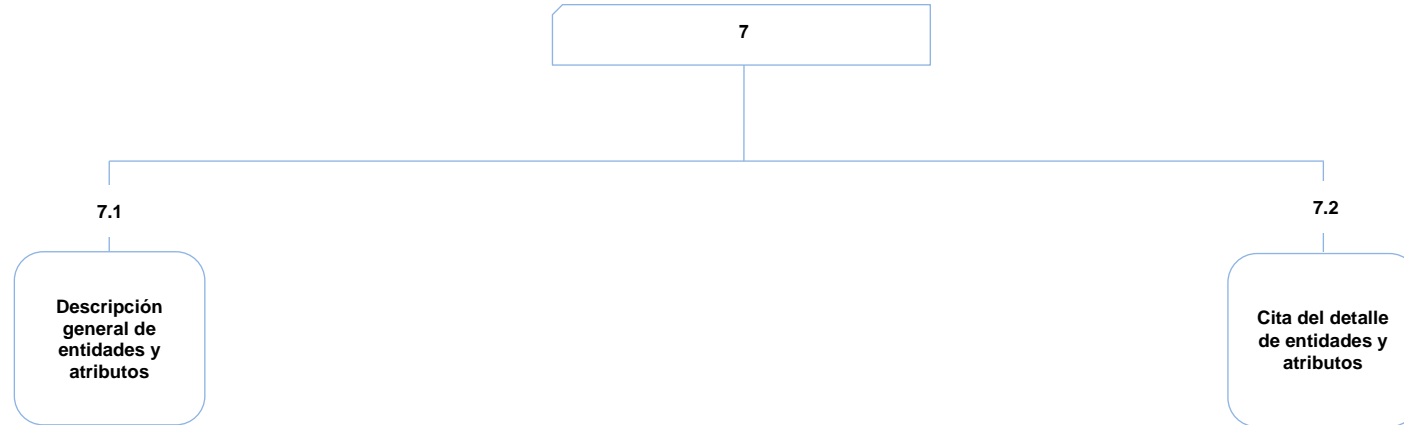 7
7.1
7.2
Descripción
general de
entidades y
atributos
Cita del detalle
de entidades y
atributos